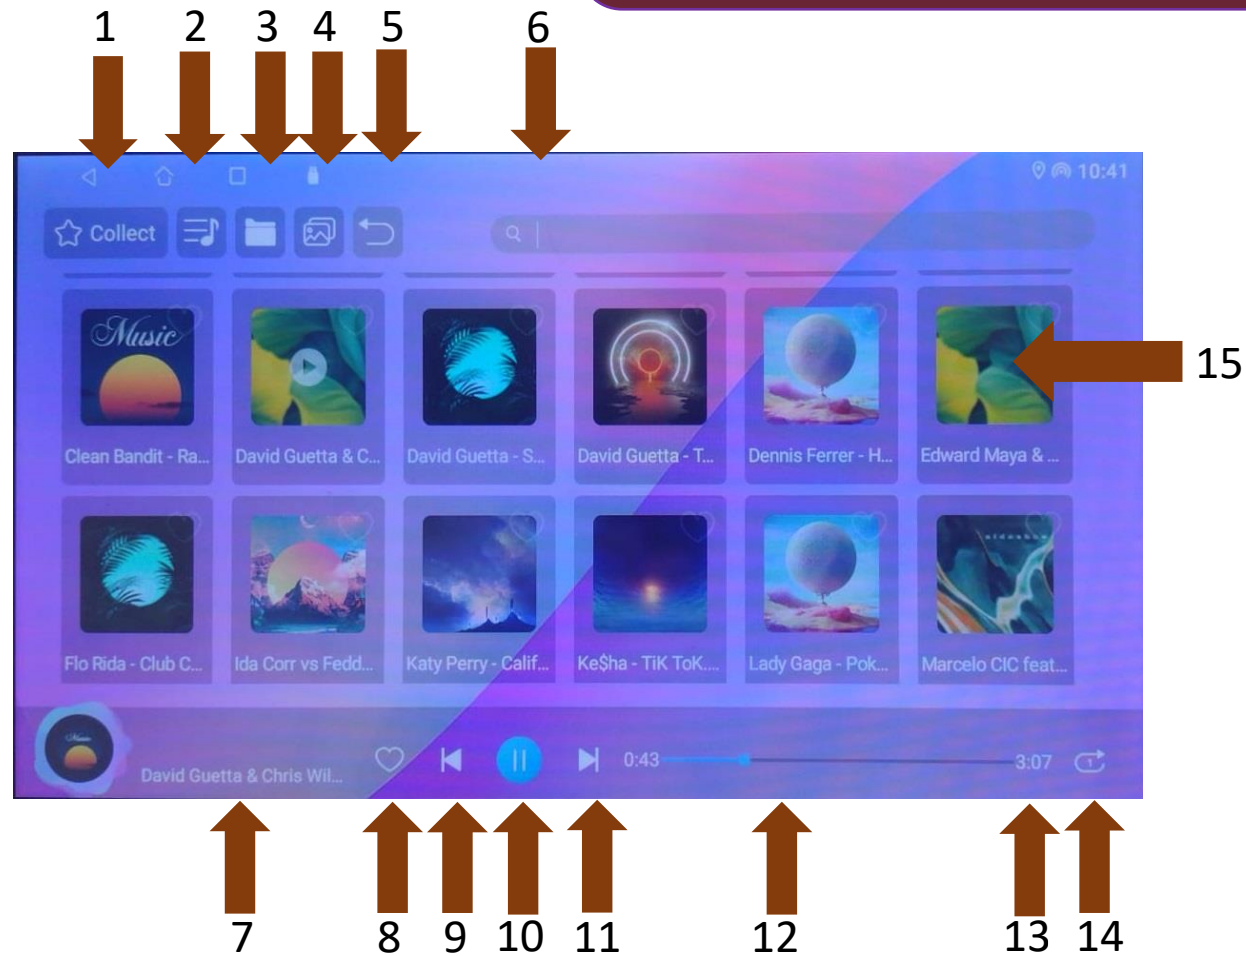 1 2 3 4 5 6
10:41
Collect
Music
Clean Bandit - Ra...
David Guetta & C...
David Guetta - S...
David Guetta - T...
Dennis Ferrer - H...
Edward Maya & ...
15
Flo Rida - Club C...
Ida Corr vs Fedd...
Katy Perry - Calif...
Ke$ha - TiK ToK....
Lady Gaga - Pok...
Marcelo CIC feat...
Music
David Guetta & Chris Wil...
0:43
3:07
1
7 8 9 10 11 12 13 14